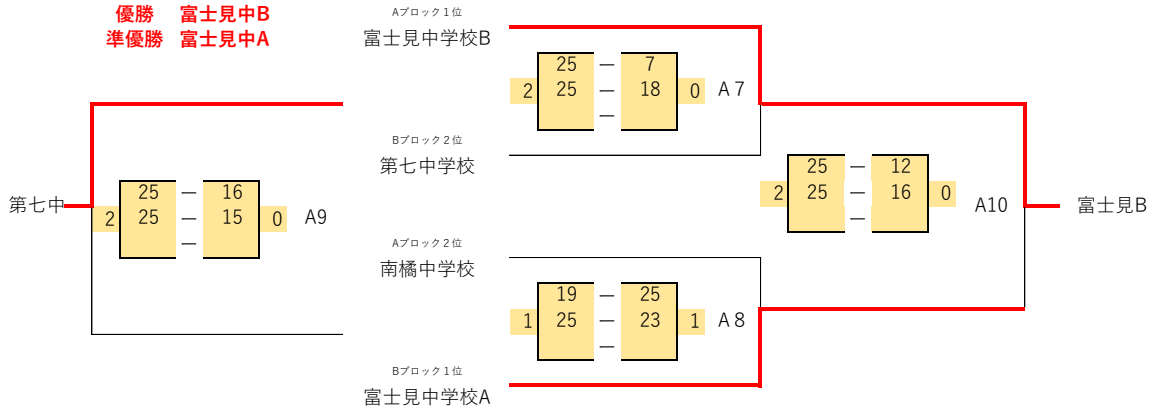 優勝　富士見中B
準優勝　富士見中A
Aブロック１位
富士見中学校B
25 ― 7
2 25 ― 18 0 A７
―
Bブロック２位
第七中学校
25 ― 12
2 25 ― 16 0 A10
―
富士見B
第七中
25 ― 16
2 25 ― 15 0 A9
―
Aブロック２位
南橘中学校
19 ― 25
1 25 ― 23 1 A８
―
Bブロック１位
富士見中学校A